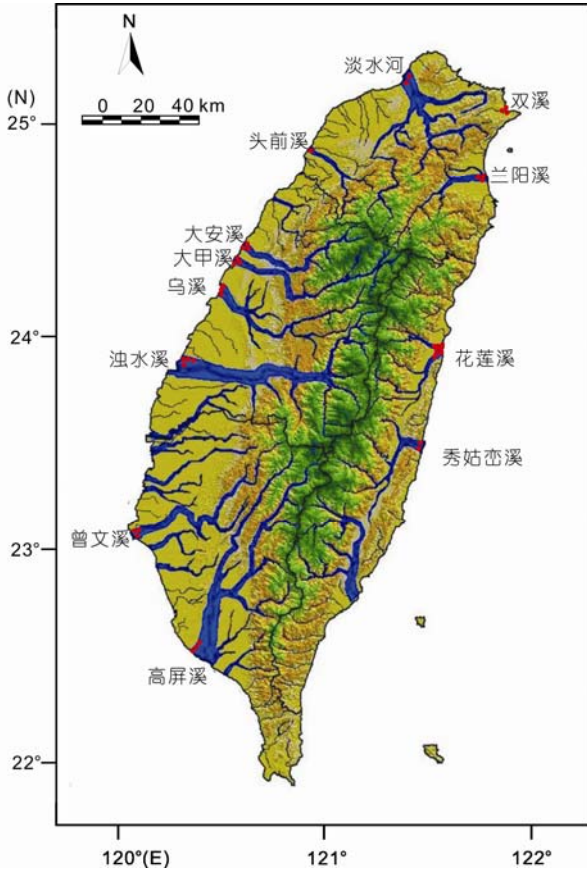 N
0 20 40 km
(N)
25°
24°
23°
22°
淡水河
双溪
头前溪
兰阳溪
大安溪
大甲溪
乌溪
浊水溪
花莲溪
秀姑峦溪
曾文溪
高屏溪
120°(E)
121°
122°